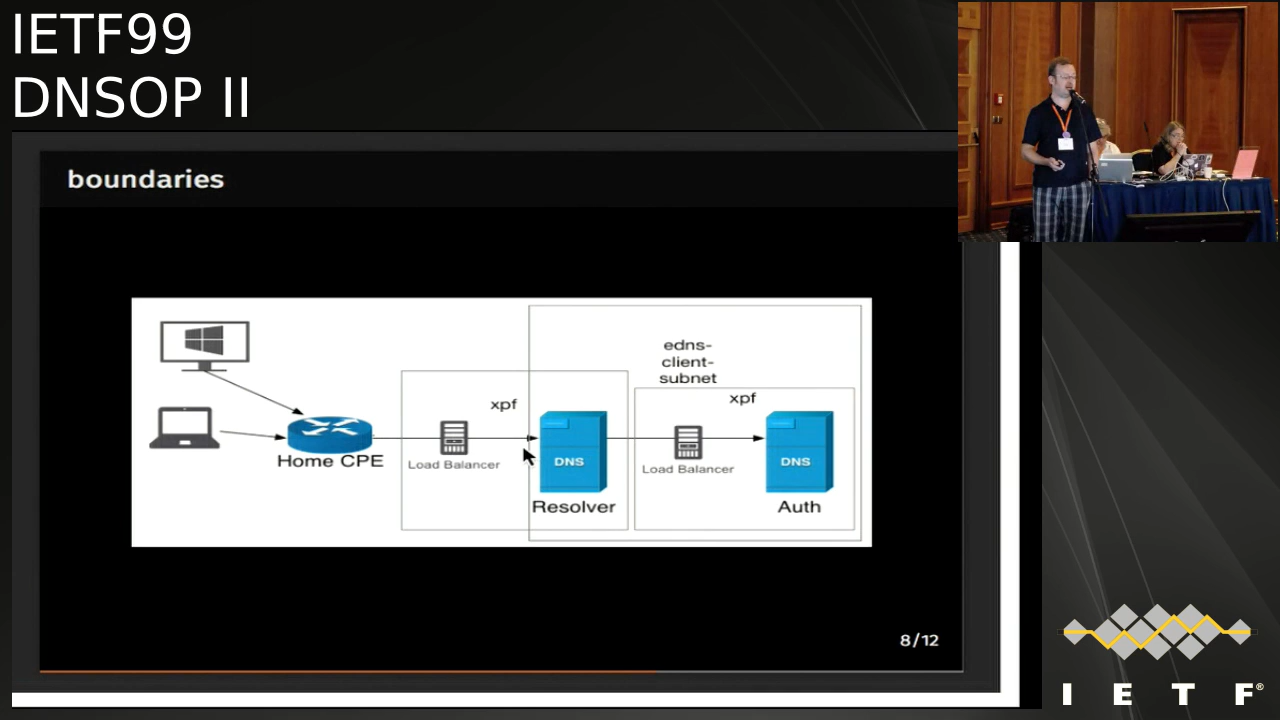 IETF99
DNSOP II
boundaries
edns-
client-
subnet
xpf
xpf
DNS
DNS
Home CPE
Load Balancer
Load Balancer
Resolver
Auth
8/12
I E T F®